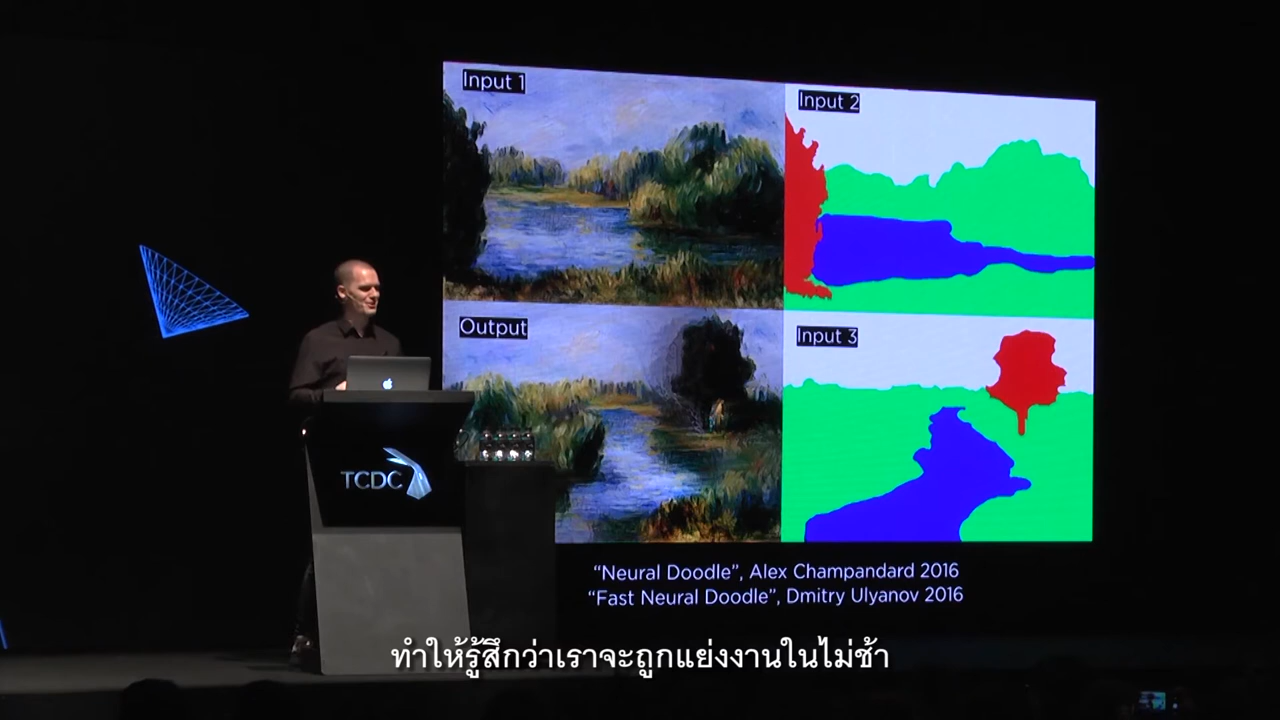 Input 1
Input 2
Output
Input 3
TCDC
“Neural Doodle”, Alex Champandard 2016
“Fast Neural Doodle”, Dmitry Ulyanov 2016
ทำให้รู้สึกว่าเราจะถูกแย่งงานในไม่ช้า